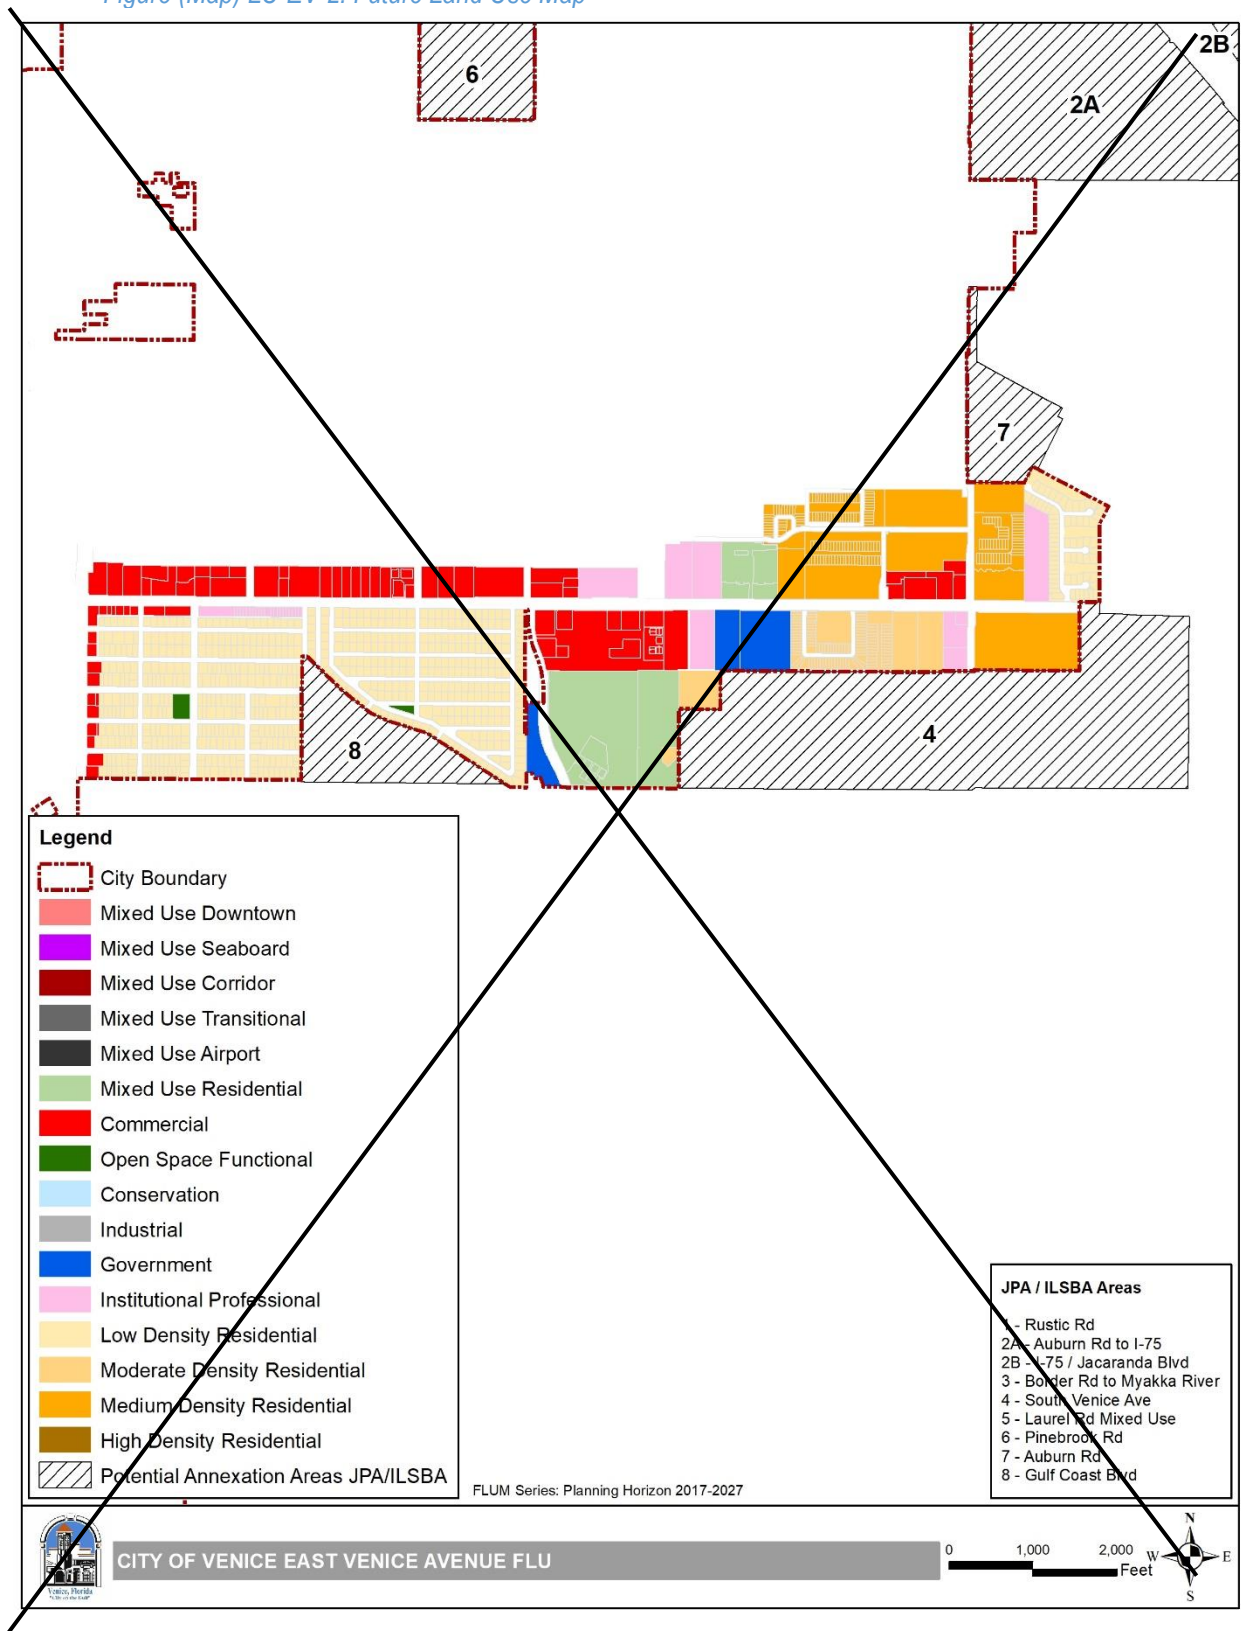 Figure (Map) LU-EV-2: Future Land Use Map
2B
6
2A
7
4
8
Legend
City Boundary
Mixed Use Downtown
Mixed Use Seaboard
Mixed Use Corridor
Mixed Use Transitional
Mixed Use Airport
Mixed Use Residential
Commercial
Open Space Functional
Conservation
Industrial
Government
Institutional Professional
Low Density Residential
Moderate Density Residential
Medium Density Residential
High Density Residential
Potential Annexation Areas JPA/ILSBA
FLUM Series: Planning Horizon 2017-2027
JPA / ILSBA Areas
1 - Rustic Rd
2A - Auburn Rd to I-75
2B - I-75 / Jacaranda Blvd
3 - Border Rd to Myakka River
4 - South Venice Ave
5 - Laurel Rd Mixed Use
6 - Pinebrook Rd
7 - Auburn Rd
8 - Gulf Coast Blvd
Venice, Florida
"City on the Gulf"
CITY OF VENICE EAST VENICE AVENUE FLU
0 1,000 2,000
Feet
N
W E
S